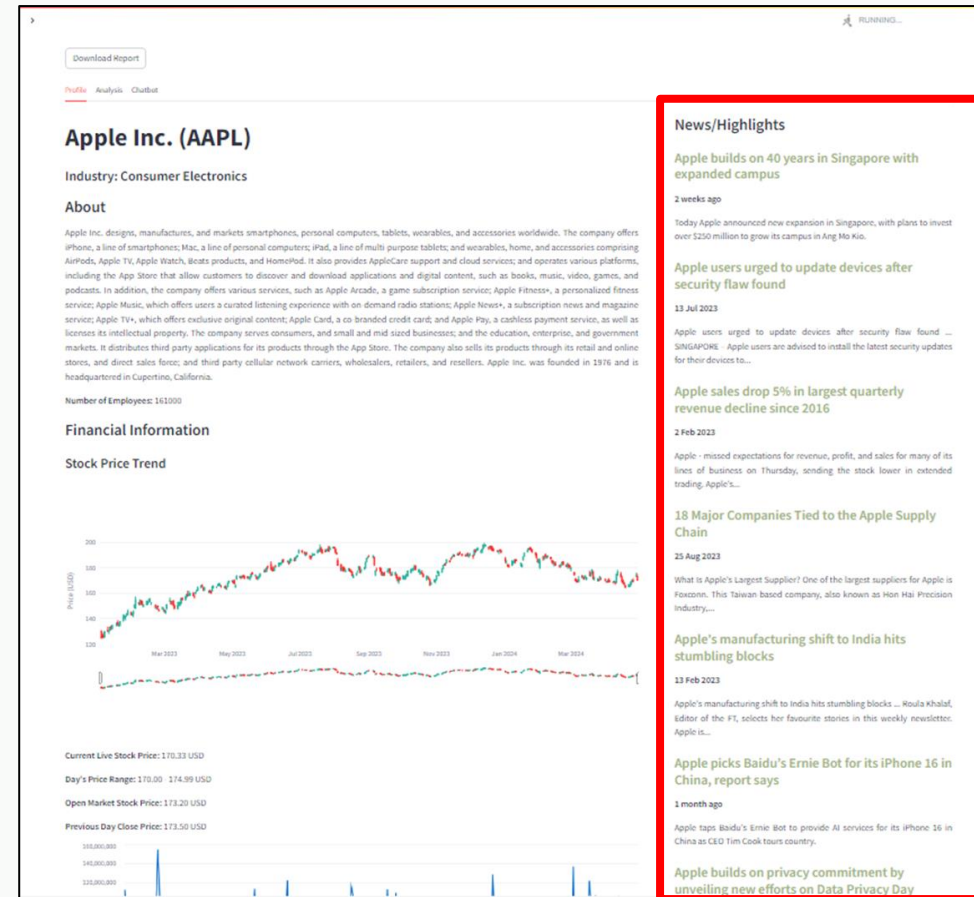 RUNNING...
Download Report
Profile Analysis Chatbot
Apple Inc. (AAPL)
Industry: Consumer Electronics
About
Apple Inc. designs, manufactures, and markets smartphones, personal computers, tablets, wearables, and accessories worldwide. The company offers
iPhone, a line of smartphones; Mac, a line of personal computers; iPad, a line of multi purpose tablets; and wearables, home, and accessories comprising
AirPods, Apple TV, Apple Watch, Beats products, and HomePod. It also provides AppleCare support and cloud services; and operates various platforms,
including the App Store that allow customers to discover and download applications and digital content, such as books, music, video, games, and
podcasts. In addition, the company offers various services, such as Apple Arcade, a game subscription service; Apple Fitness+, a personalized fitness
service; Apple Music, which offers users a curated listening experience with on demand radio stations; Apple News+, a subscription news and magazine
service; Apple TV+, which offers exclusive original content; Apple Card, a co branded credit card; and Apple Pay, a cashless payment service, as well as
licenses its intellectual property. The company serves consumers, and small and mid sized businesses; and the education, enterprise, and government
markets. It distributes third party applications for its products through the App Store. The company also sells its products through its retail and online
stores, and direct sales force; and third party cellular network carriers, wholesalers, retailers, and resellers. Apple Inc. was founded in 1976 and is
headquartered in Cupertino, California.
Number of Employees: 161000
Financial Information
Stock Price Trend
200
180
160
140
120
Price (USD)
Mar 2023 May 2023 Jul 2023 Sep 2023 Nov 2023 Jan 2024 Mar 2024
Current Live Stock Price: 170.33 USD
Day's Price Range: 170.00 174.99 USD
Open Market Stock Price: 173.20 USD
Previous Day Close Price: 173.50 USD
140,000,000
120,000,000
News/Highlights
Apple builds on 40 years in Singapore with
expanded campus
2 weeks ago
Today Apple announced new expansion in Singapore, with plans to invest
over $250 million to grow its campus in Ang Mo Kio.
Apple users urged to update devices after
security flaw found
13 Jul 2023
Apple users urged to update devices after security flaw found ...
SINGAPORE - Apple users are advised to install the latest security updates
for their devices to...
Apple sales drop 5% in largest quarterly
revenue decline since 2016
2 Feb 2023
Apple - missed expectations for revenue, profit, and sales for many of its
lines of business on Thursday, sending the stock lower in extended
trading. Apple's...
18 Major Companies Tied to the Apple Supply
Chain
25 Aug 2023
What Is Apple's Largest Supplier? One of the largest suppliers for Apple is
Foxconn. This Taiwan based company, also known as Hon Hai Precision
Industry,...
Apple's manufacturing shift to India hits
stumbling blocks
13 Feb 2023
Apple's manufacturing shift to India hits stumbling blocks ... Roula Khalaf,
Editor of the FT, selects her favourite stories in this weekly newsletter.
Apple is...
Apple picks Baidu's Ernie Bot for its iPhone 16 in
China, report says
1 month ago
Apple taps Baidu's Ernie Bot to provide AI services for its iPhone 16 in
China as CEO Tim Cook tours country.
Apple builds on privacy commitment by
unveiling new efforts on Data Privacy Day